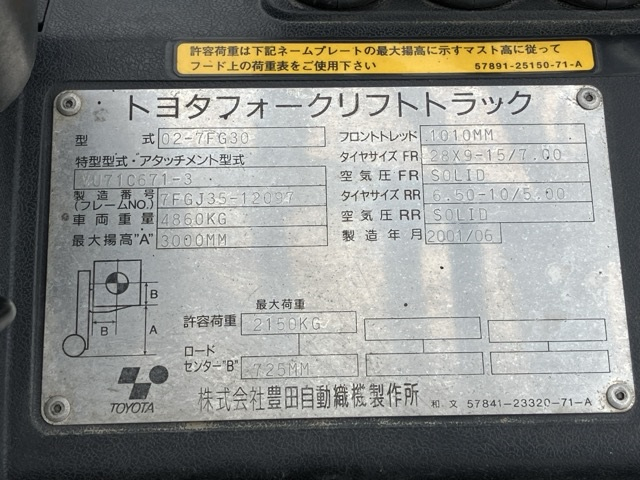 許容荷重は下記ネームプレートの最大揚高に示すマスト高に従って
フード上の荷重表をご使用下さい 57891-25150-71-A
トヨタフォークリフトトラック
型式 02-7FG30
フロントトレッド 1010MM
特型型式・アタッチメント型式
タイヤサイズ FR 28X9-15/7.00
空気圧 FR SOLID
製造番号(フレームNO.) 7FGJ35-12097
タイヤサイズ RR 6.50-10/5.00
車両重量 4860KG
空気圧 RR SOLID
最大揚高"A" 3000MM
製造年月 2001/06
B
B
A
最大荷重
許容荷重 2150KG
ロード
センター"B" 725MM
TOYOTA
株式会社豊田自動織機製作所
和文 57841-23320-71-A